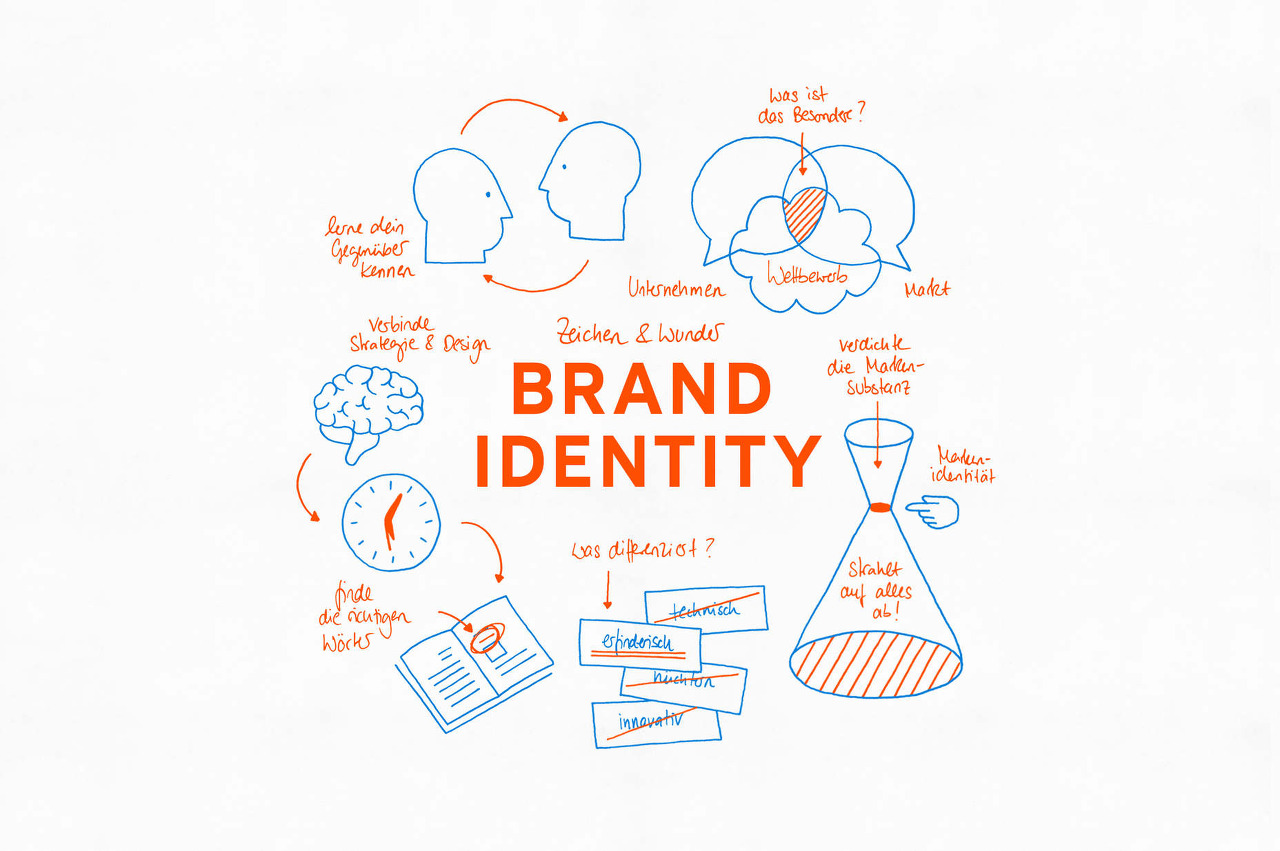 Was ist
das Besondere?
lerne dein
Gegenüber
kennen
Unternehmen
Wettbewerb
Markt
verbinde
Strategie & Design
Zeichen & Wunder
BRAND
IDENTITY
verdichte
die Marken-
substanz
Marken-
identität
strahlt
auf alles
ab!
finde
die richtigen
Wörter
was differenziert?
technisch
erfinderisch
nüchtern
innovativ